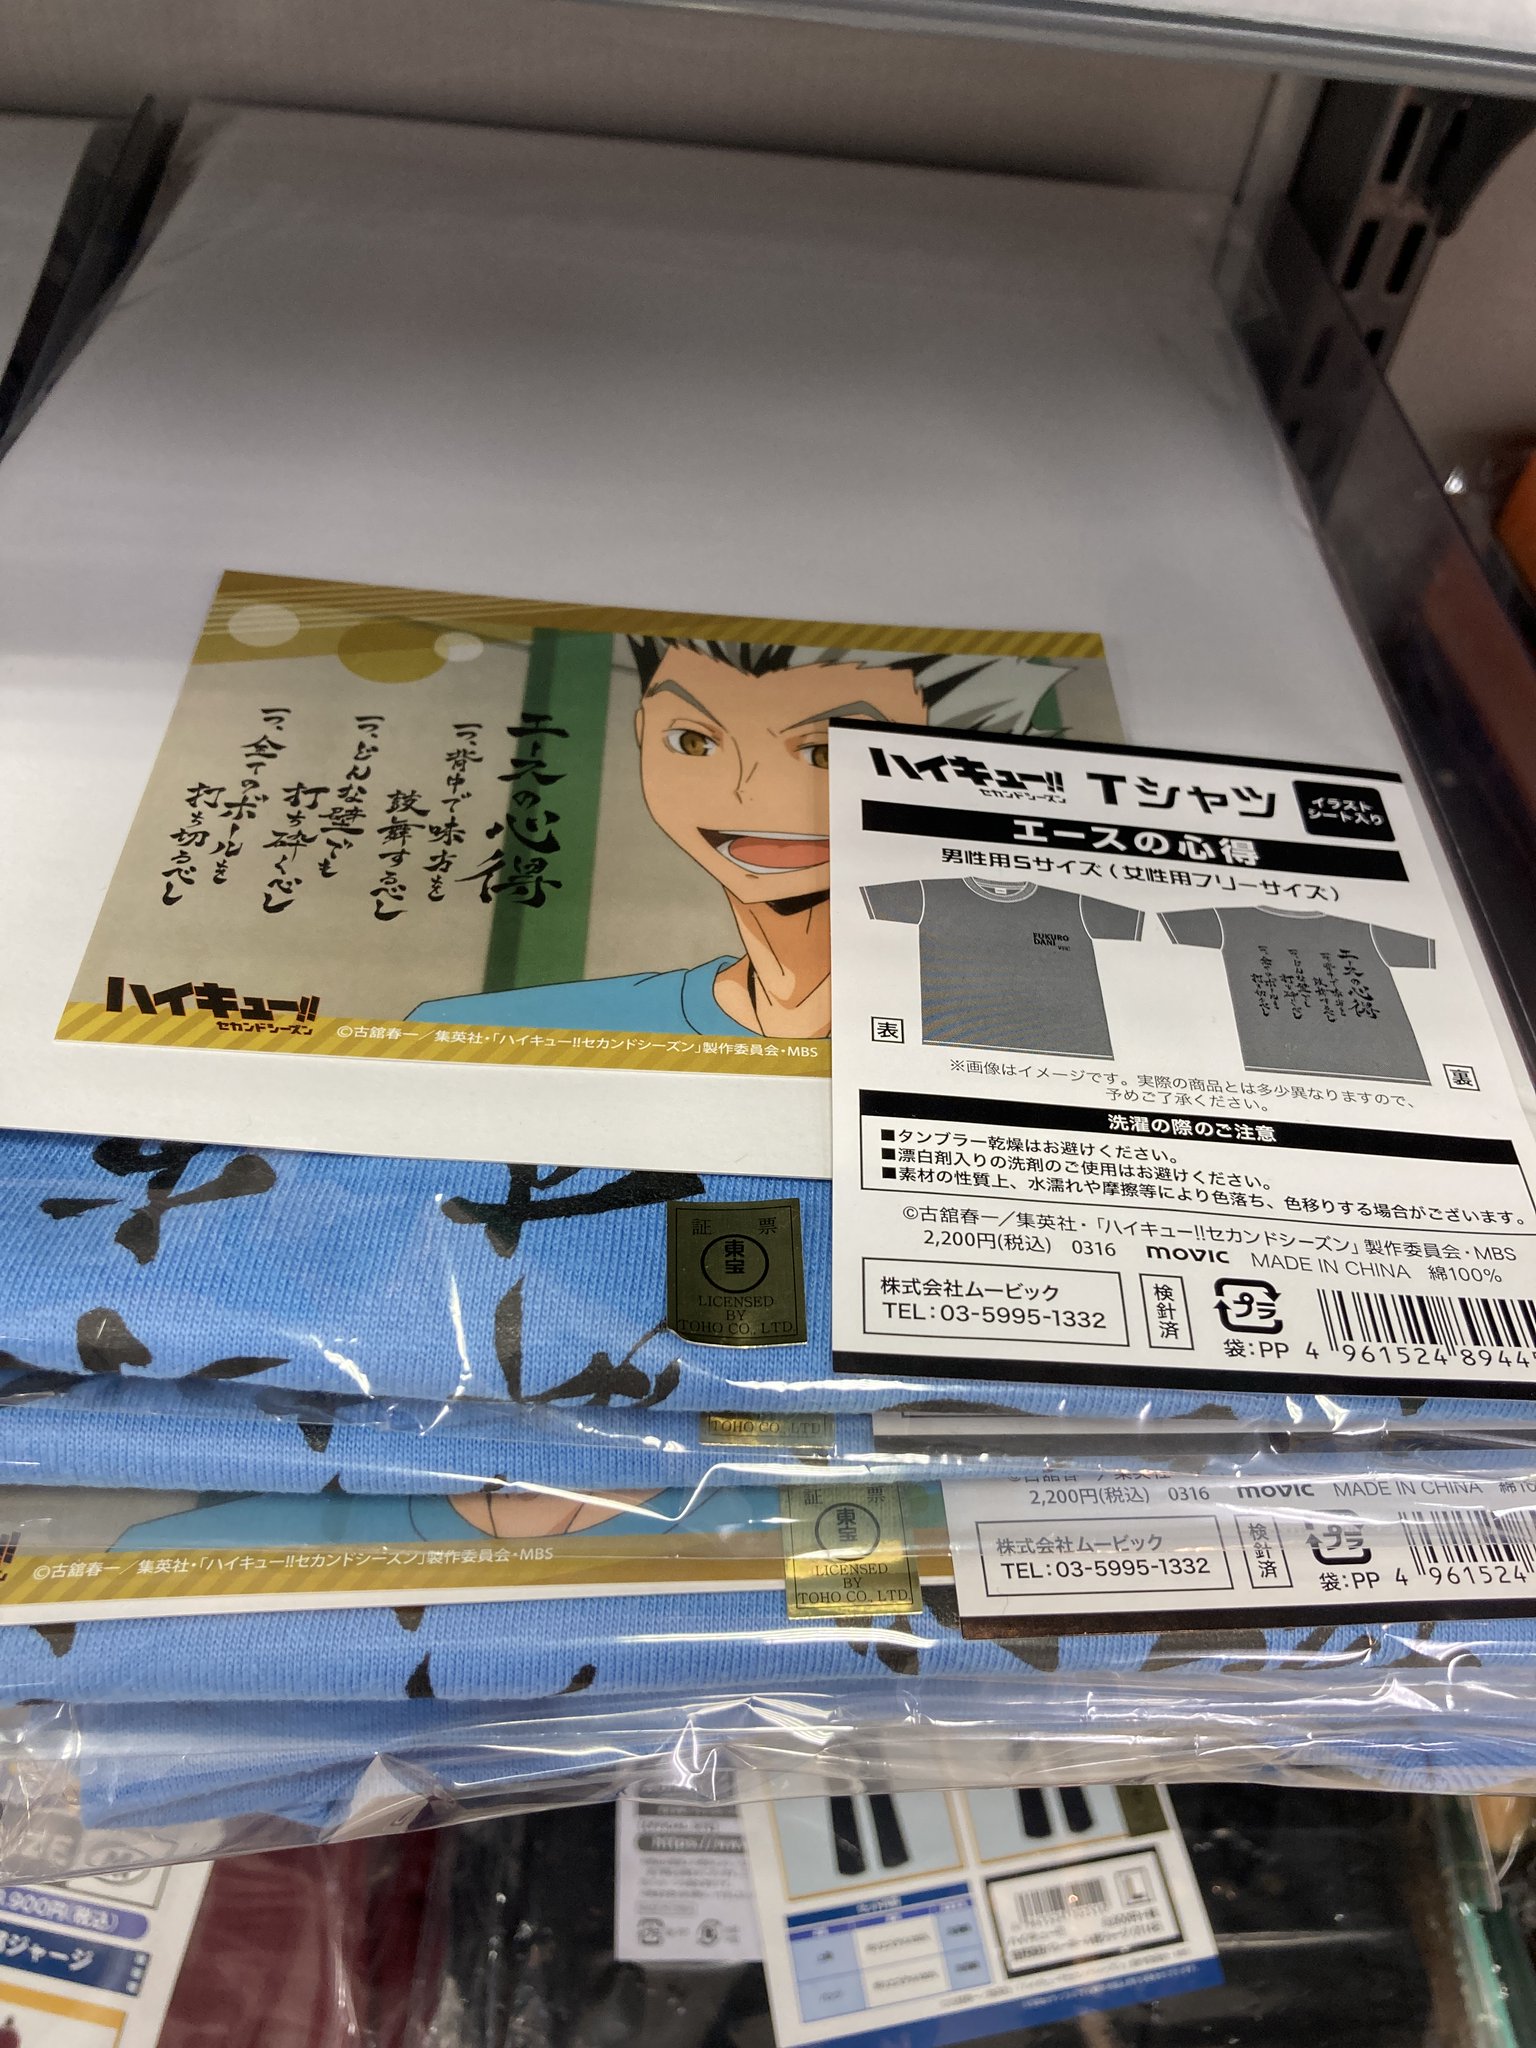 エースの心得
一つ、背中で味方を
鼓舞するべし
一つ、どんな壁でも
打ち砕くべし
一つ、全てのボールを
打ち切るべし
ハイキュー!!
セカンドシーズン
©古舘春一／集英社・「ハイキュー!!セカンドシーズン」製作委員会・MBS
ハイキュー!! Tシャツ
セカンドシーズン
イラスト
シート入り
エースの心得
男性用Sサイズ(女性用フリーサイズ)
FUKURO
DANI
エースの心得
表
裏
※画像はイメージです。実際の商品とは多少異なりますので、
予めご了承ください。
洗濯の際のご注意
■タンブラー乾燥はお避けください。
■漂白剤入りの洗剤のご使用はお避けください。
■素材の性質上、水濡れや摩擦等により色落ち、色移りする場合がございます。
©古舘春一／集英社・「ハイキュー!!セカンドシーズン」製作委員会・MBS
2,200円(税込) 0316 movic MADE IN CHINA 綿100%
株式会社ムービック
TEL:03-5995-1332
検針済
プラ
袋:PP
4 961524 8944
証 票
東宝
LICENSED
BY
TOHO CO., LTD.
TOHO CO., LTD
2,200円(税込) 0316 movic MADE IN CHINA
株式会社ムービック
TEL:03-5995-1332
検針済
プラ
袋:PP
4 961524
証 票
東宝
LICENSED
BY
TOHO CO., LTD
©古舘春一／集英社・「ハイキュー!!セカンドシーズン」製作委員会・MBS
900円(税込)
ジャージ